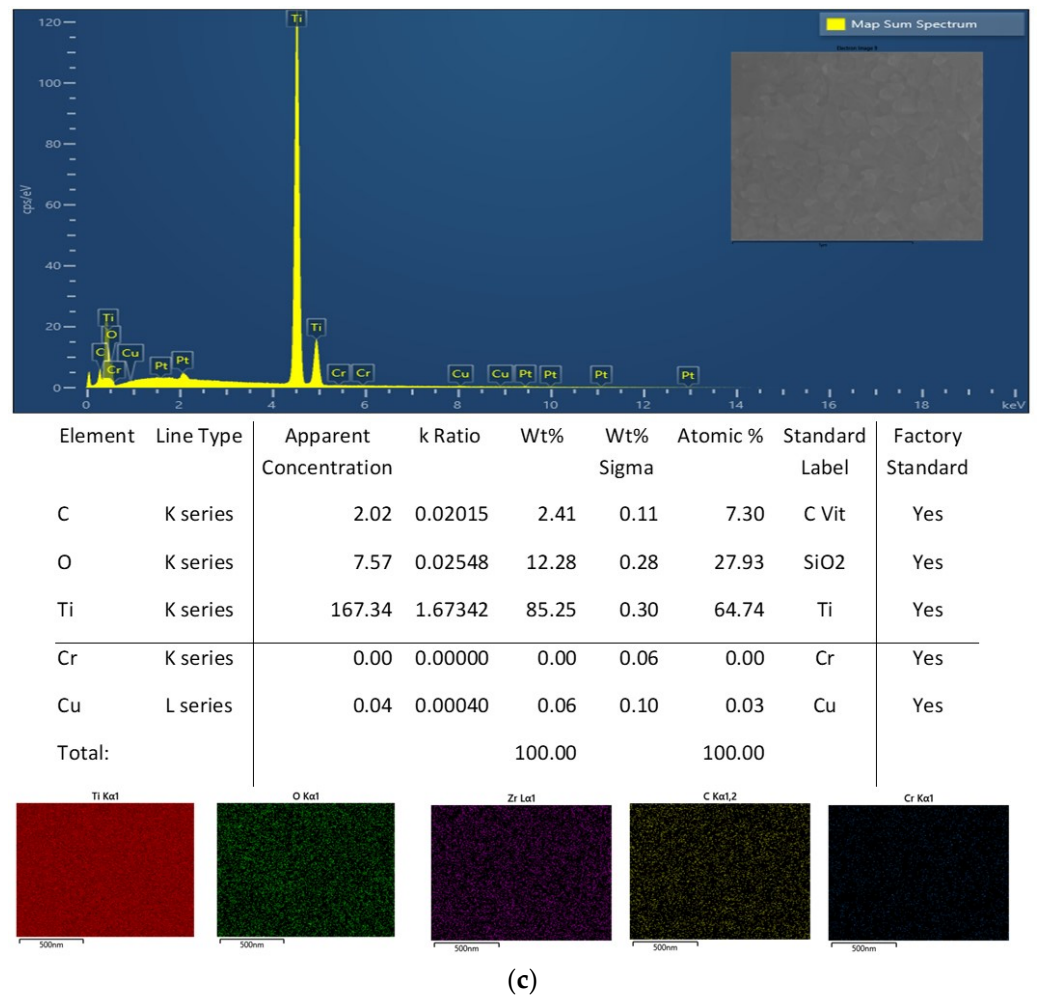 Map Sum Spectrum
Electron Image 8
120
100
80
60
40
20
0
cps/eV
Ti
Ti
O
C
Cr
Cu
Pt
Pt
Ti
Cr
Cr
Cu
Cu
Pt
Pt
Pt
Pt
0 2 4 6 8 10 12 14 16 18 keV
Element Line Type Apparent k Ratio Wt% Wt% Atomic % Standard Factory
Concentration Sigma Label Standard
C K series 2.02 0.02015 2.41 0.11 7.30 C Vit Yes
O K series 7.57 0.02548 12.28 0.28 27.93 SiO2 Yes
Ti K series 167.34 1.67342 85.25 0.30 64.74 Ti Yes
Cr K series 0.00 0.00000 0.00 0.06 0.00 Cr Yes
Cu L series 0.04 0.00040 0.06 0.10 0.03 Cu Yes
Total: 100.00 100.00
Ti Kα1 O Kα1 Zr Lα1 C Kα1,2 Cr Kα1
500nm 500nm 500nm 500nm 500nm
(c)